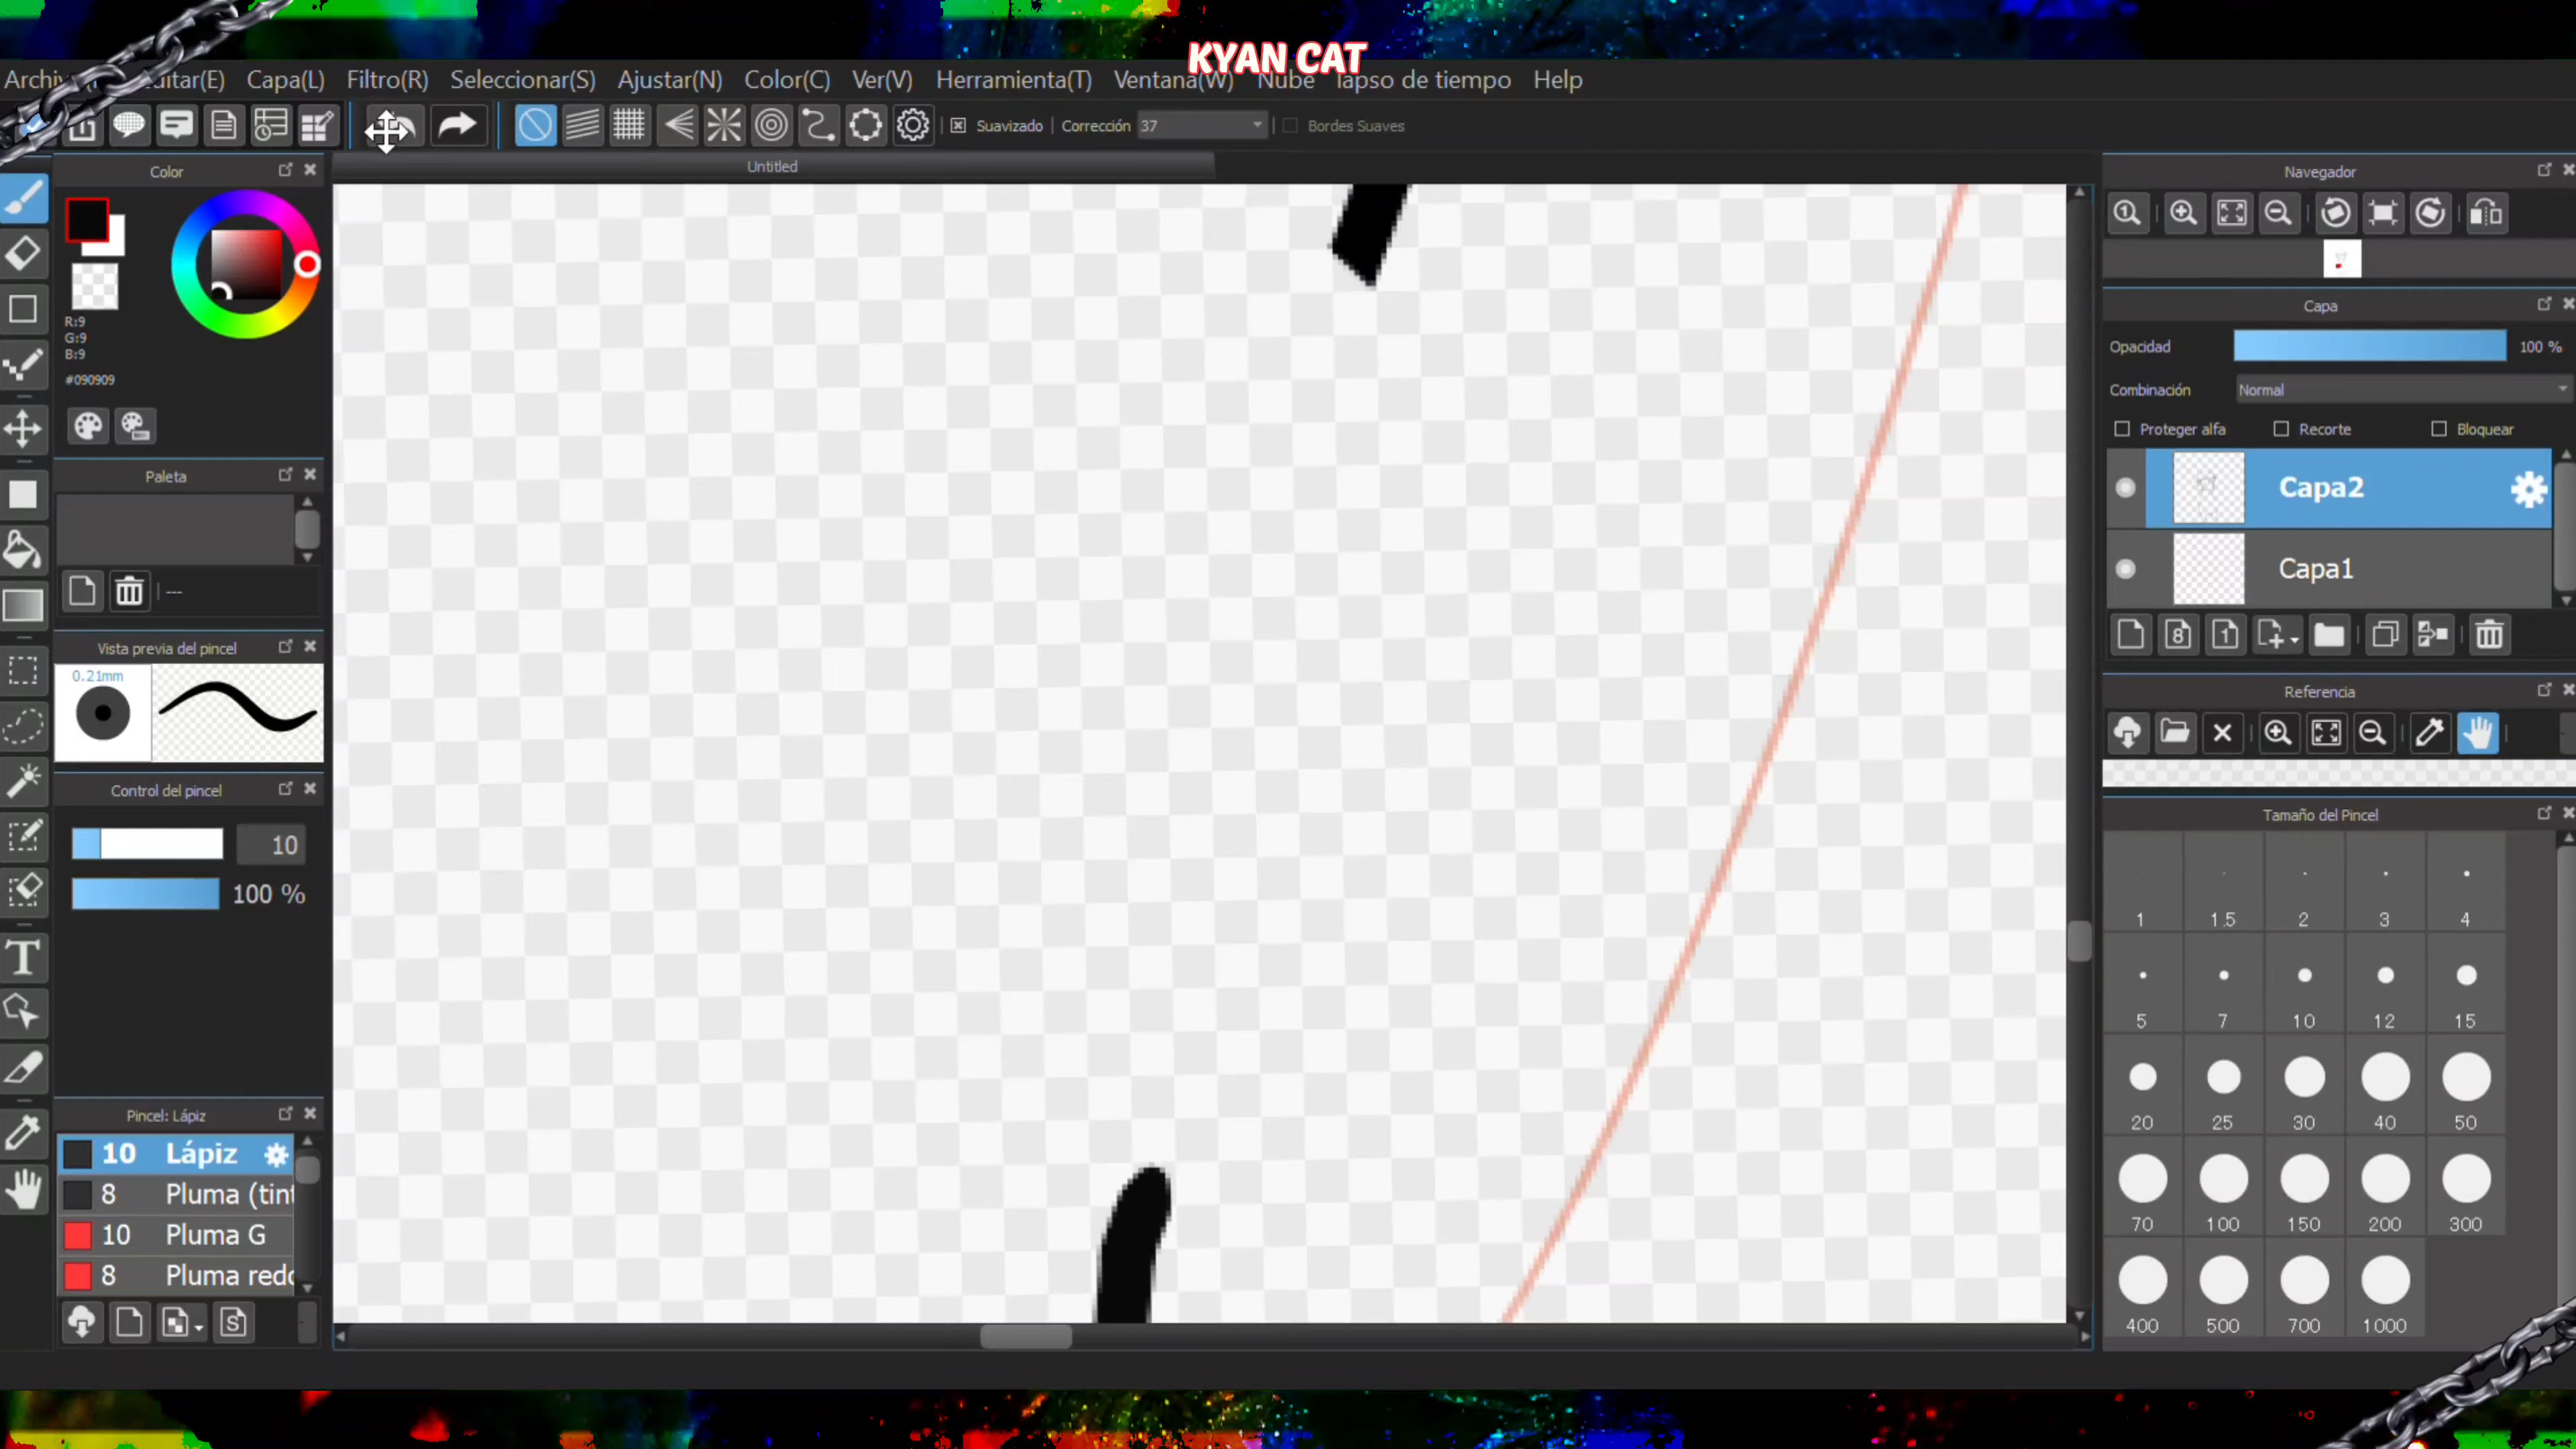 KYAN CAT
Capa(L) Filtro(R) Seleccionar(S) Ajustar(N) Color(C) Ver(V) Herramienta(T) Ventana(W) Nube lapso de tiempo Help
Suavizado Corrección 37 Bordes Suaves
Color
Untitled
Navegador
R:9
G:9
B:9
#090909
Capa
Opacidad 100 %
Combinación Normal
Proteger alfa Recorte Bloquear
Paleta
---
Capa2
Capa1
Vista previa del pincel
0.21mm
Referencia
Control del pincel
10
100 %
Tamaño del Pincel
1 1.5 2 3 4
5 7 10 12 15
20 25 30 40 50
70 100 150 200 300
400 500 700 1000
Pincel: Lápiz
10 Lápiz
8 Pluma (tint
10 Pluma G
8 Pluma redo